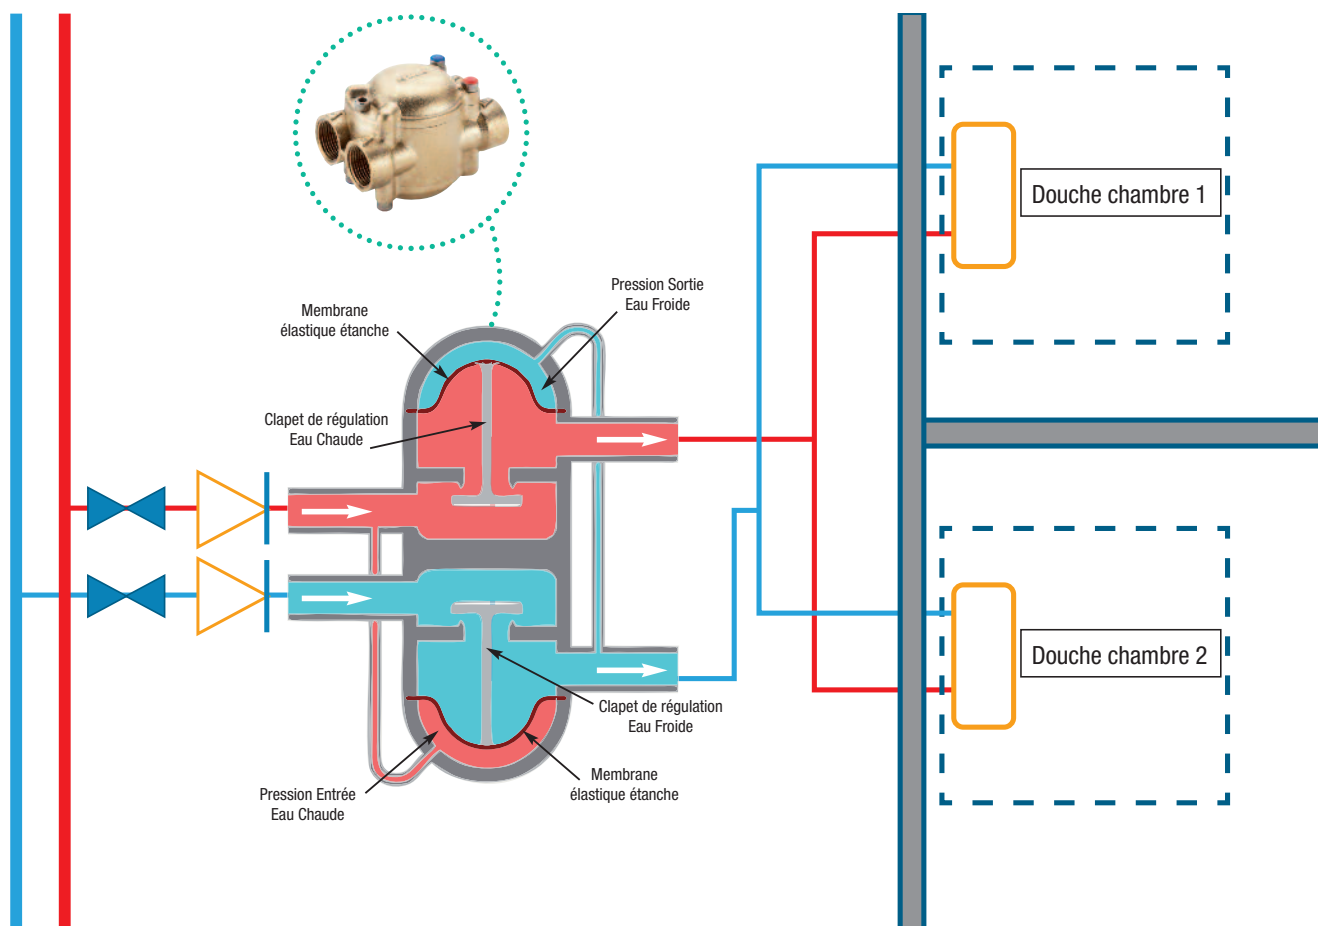 Douche chambre 1
Pression Sortie
Eau Froide
Membrane
élastique étanche
Clapet de régulation
Eau Chaude
Douche chambre 2
Clapet de régulation
Eau Froide
Membrane
élastique étanche
Pression Entrée
Eau Chaude